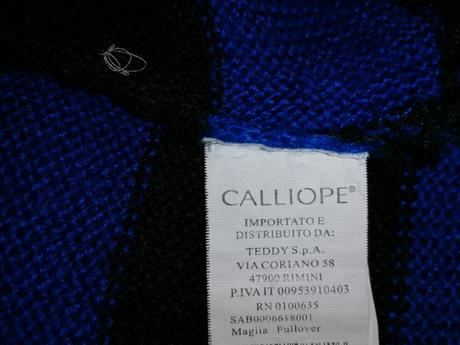 CALLIOPE®
IMPORTATO E
DISTRIBUITO DA:
TEDDY S.p.A.
VIA CORIANO 58
47900 RIMINI
P.IVA IT 00953910403
RN 0100635
SAB0006618001
Maglia Pullover